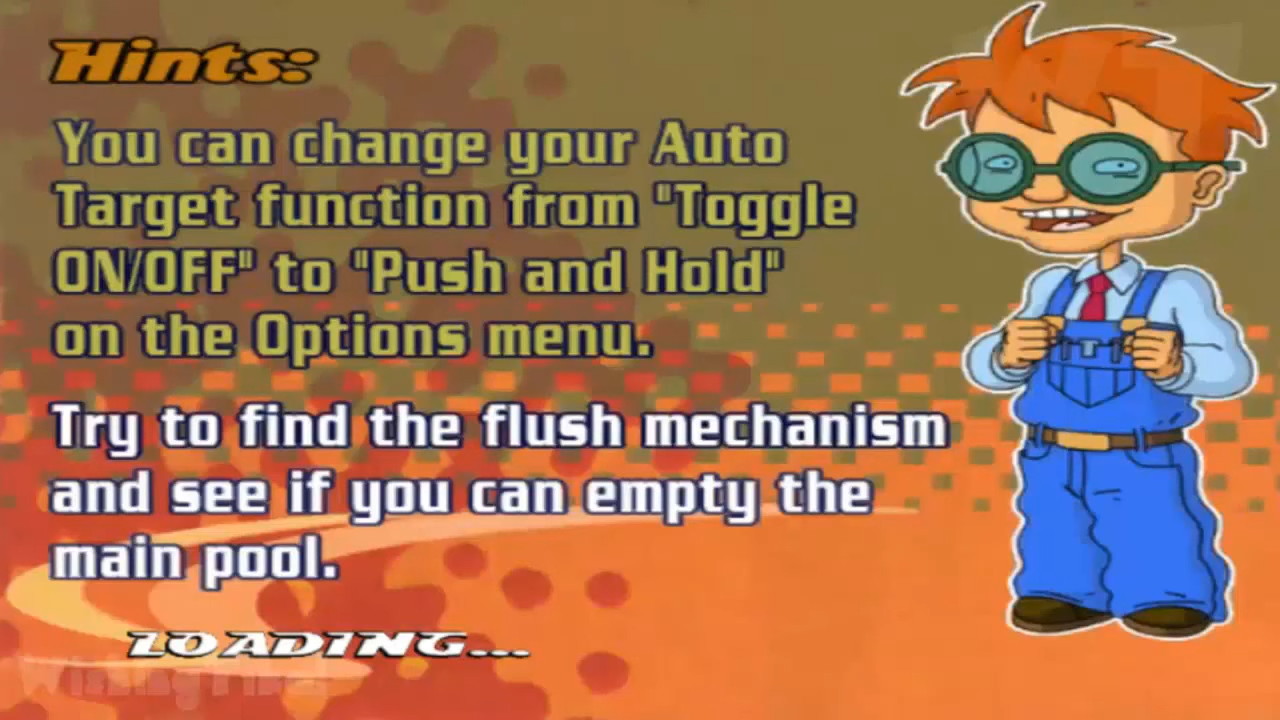 Hints:
You can change your Auto
Target function from "Toggle
ON/OFF" to "Push and Hold"
on the Options menu.
Try to find the flush mechanism
and see if you can empty the
main pool.
LOADING...